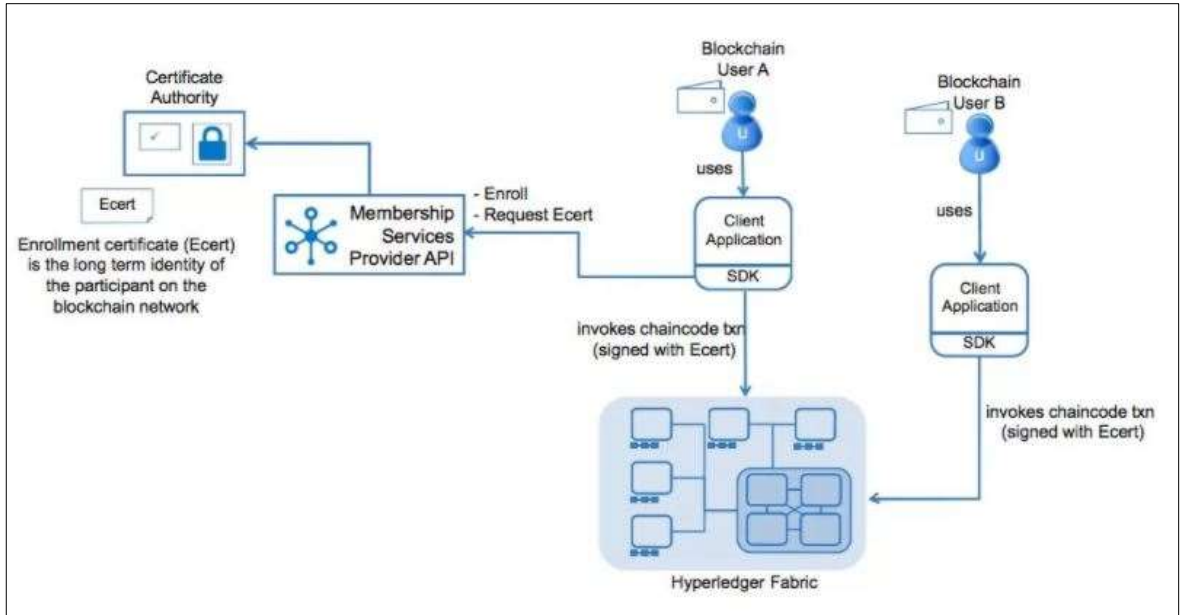 Certificate
Authority
Ecert
Enrollment certificate (Ecert)
is the long term identity of
the participant on the
blockchain network
Membership
Services
Provider API
- Enroll
- Request Ecert
Blockchain
User A
U
uses
Client
Application
SDK
invokes chaincode txn
(signed with Ecert)
Blockchain
User B
U
uses
Client
Application
SDK
invokes chaincode txn
(signed with Ecert)
Hyperledger Fabric